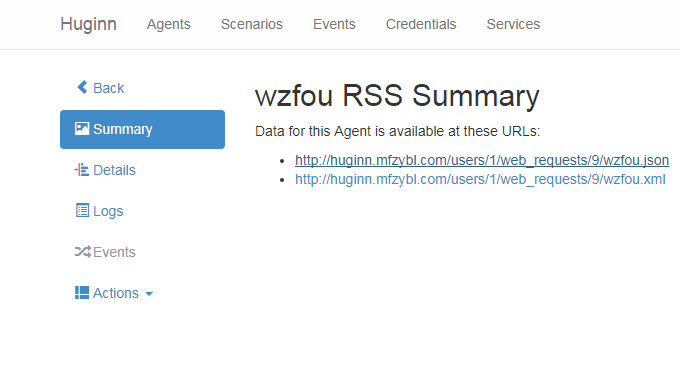 Huginn Agents Scenarios Events Credentials Services
Back
Summary
Details
Logs
Events
Actions
wzfou RSS Summary
Data for this Agent is available at these URLs:
http://huginn.mfzybl.com/users/1/web_requests/9/wzfou.json
http://huginn.mfzybl.com/users/1/web_requests/9/wzfou.xml